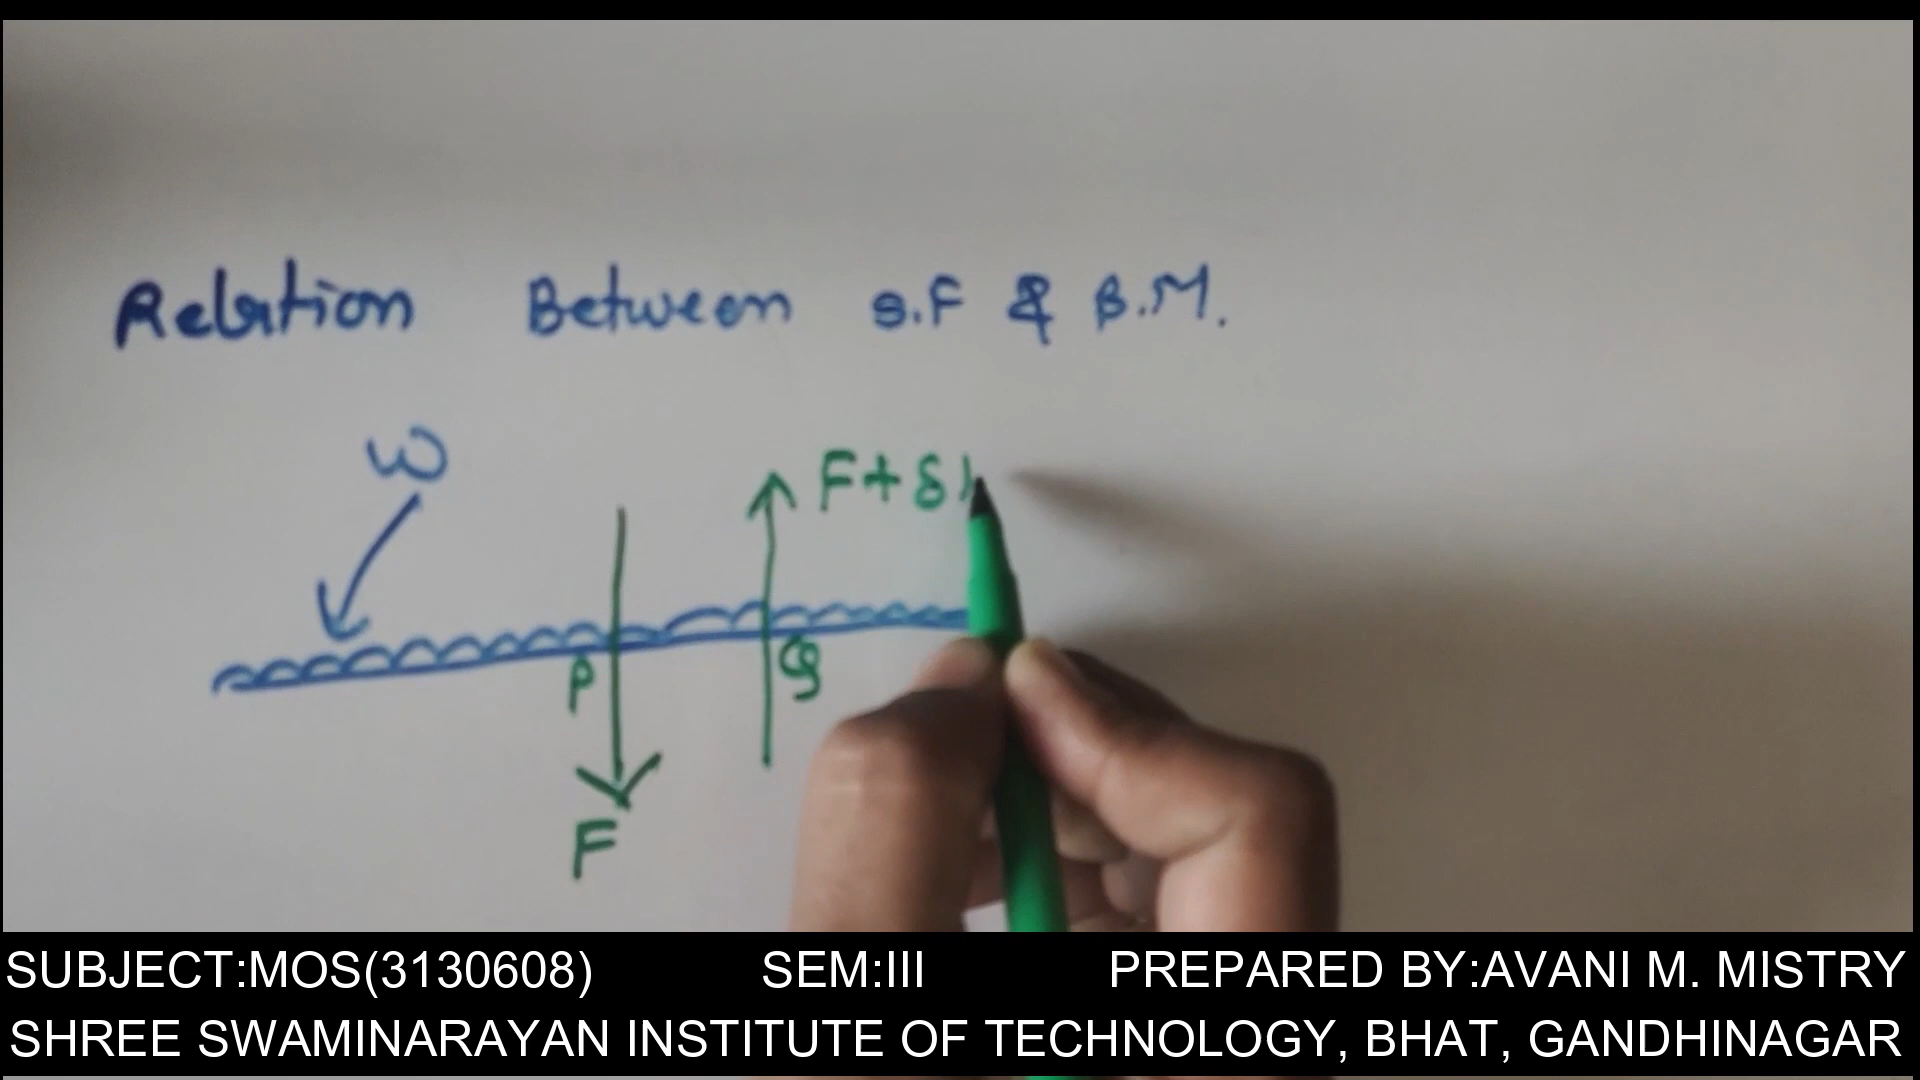 Relation Between S.F & B.M.
ω
F+δ
P
Q
F
SUBJECT:MOS(3130608) SEM:III PREPARED BY:AVANI M. MISTRY
SHREE SWAMINARAYAN INSTITUTE OF TECHNOLOGY, BHAT, GANDHINAGAR